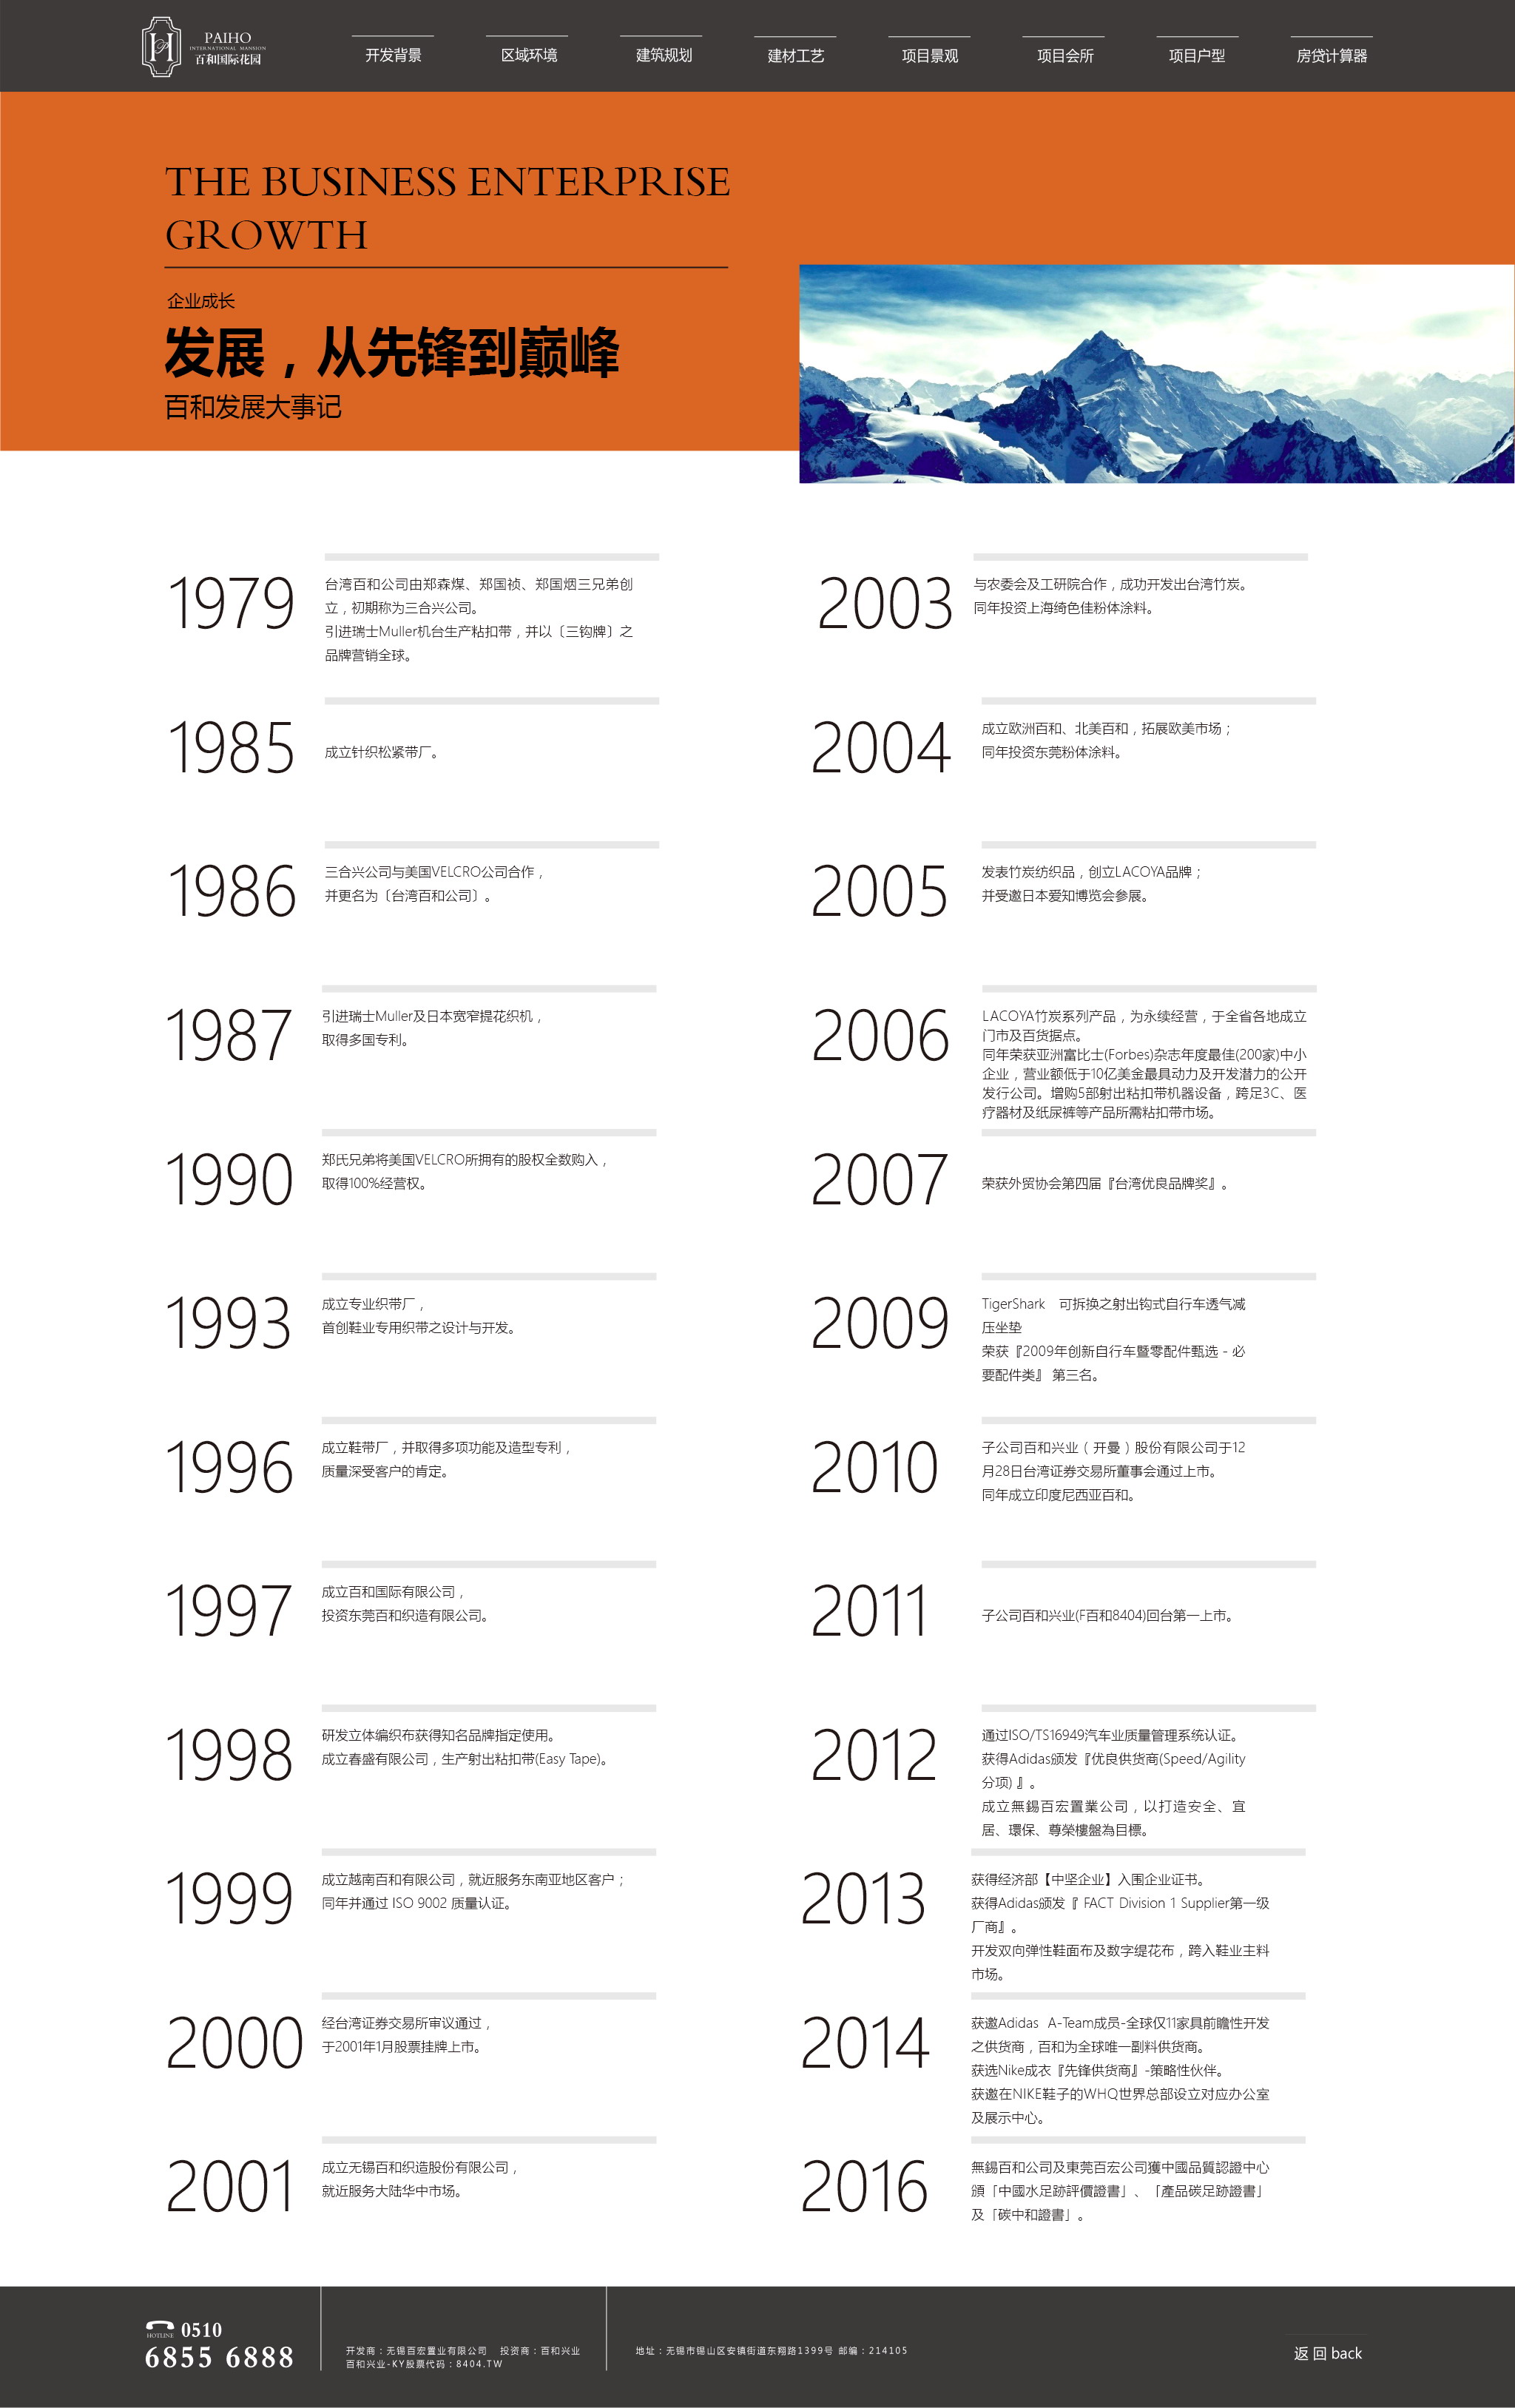 PAIHO
INTERNATIONAL MANSION
百和国际花园
开发背景
区域环境
建筑规划
建材工艺
项目景观
项目会所
项目户型
房贷计算器
THE BUSINESS ENTERPRISE
GROWTH
企业成长
发展，从先锋到巅峰
百和发展大事记
1979
台湾百和公司由郑森煤、郑国祯、郑国烟三兄弟创
立，初期称为三合兴公司。
引进瑞士Muller机台生产粘扣带，并以〔三钩牌〕之
品牌营销全球。
1985
成立针织松紧带厂。
1986
三合兴公司与美国VELCRO公司合作，
并更名为〔台湾百和公司〕。
1987
引进瑞士Muller及日本宽窄提花织机，
取得多国专利。
1990
郑氏兄弟将美国VELCRO所拥有的股权全数购入，
取得100%经营权。
1993
成立专业织带厂，
首创鞋业专用织带之设计与开发。
1996
成立鞋带厂，并取得多项功能及造型专利，
质量深受客户的肯定。
1997
成立百和国际有限公司，
投资东莞百和织造有限公司。
1998
研发立体编织布获得知名品牌指定使用。
成立春盛有限公司，生产射出粘扣带(Easy Tape)。
1999
成立越南百和有限公司，就近服务东南亚地区客户；
同年并通过 ISO 9002 质量认证。
2000
经台湾证券交易所审议通过，
于2001年1月股票挂牌上市。
2001
成立无锡百和织造股份有限公司，
就近服务大陆华中市场。
2003
与农委会及工研院合作，成功开发出台湾竹炭。
同年投资上海绮色佳粉体涂料。
2004
成立欧洲百和、北美百和，拓展欧美市场；
同年投资东莞粉体涂料。
2005
发表竹炭纺织品，创立LACOYA品牌；
并受邀日本爱知博览会参展。
2006
LACOYA竹炭系列产品，为永续经营，于全省各地成立
门市及百货据点。
同年荣获亚洲富比士(Forbes)杂志年度最佳(200家)中小
企业，营业额低于10亿美金最具动力及开发潜力的公开
发行公司。增购5部射出粘扣带机器设备，跨足3C、医
疗器材及纸尿裤等产品所需粘扣带市场。
2007
荣获外贸协会第四届『台湾优良品牌奖』。
2009
TigerShark　可拆换之射出钩式自行车透气减
压坐垫
荣获『2009年创新自行车暨零配件甄选 - 必
要配件类』 第三名。
2010
子公司百和兴业（开曼）股份有限公司于12
月28日台湾证券交易所董事会通过上市。
同年成立印度尼西亚百和。
2011
子公司百和兴业(F百和8404)回台第一上市。
2012
通过ISO/TS16949汽车业质量管理系统认证。
获得Adidas颁发『优良供货商(Speed/Agility
分项) 』。
成立無錫百宏置業公司，以打造安全、宜
居、環保、尊榮樓盤為目標。
2013
获得经济部【中坚企业】入围企业证书。
获得Adidas颁发『 FACT Division 1 Supplier第一级
厂商』。
开发双向弹性鞋面布及数字缇花布，跨入鞋业主料
市场。
2014
获邀Adidas A-Team成员-全球仅11家具前瞻性开发
之供货商，百和为全球唯一副料供货商。
获选Nike成衣『先锋供货商』-策略性伙伴。
获邀在NIKE鞋子的WHQ世界总部设立对应办公室
及展示中心。
2016
無錫百和公司及東莞百宏公司獲中國品質認證中心
頒「中國水足跡評價證書」、「產品碳足跡證書」
及「碳中和證書」。
HOTLINE 0510
6855 6888
开发商：无锡百宏置业有限公司　投资商：百和兴业
百和兴业-KY股票代码：8404.TW
地址：无锡市锡山区安镇街道东翔路1399号 邮编：214105
返 回 back